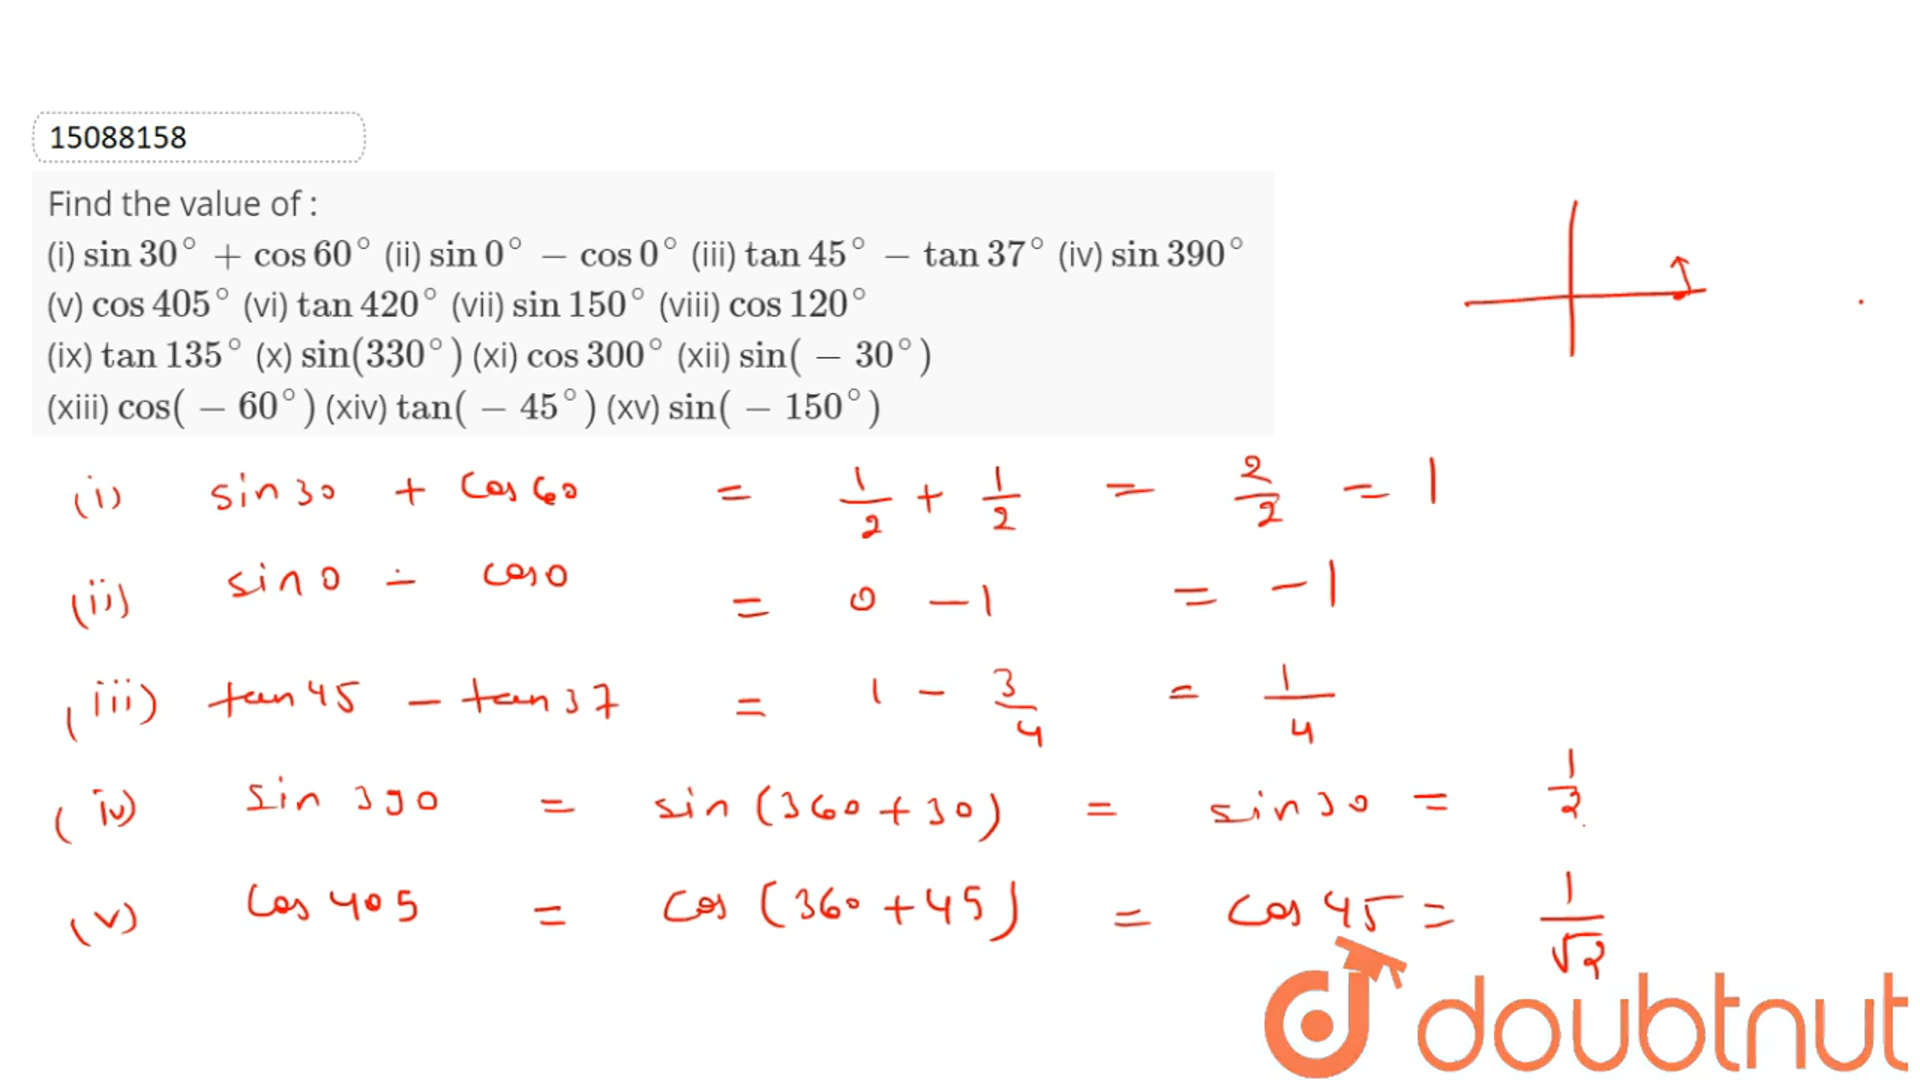 15088158
Find the value of :
(i) sin 30° + cos 60° (ii) sin 0° − cos 0° (iii) tan 45° − tan 37° (iv) sin 390°
(v) cos 405° (vi) tan 420° (vii) sin 150° (viii) cos 120°
(ix) tan 135° (x) sin(330°) (xi) cos 300° (xii) sin( − 30°)
(xiii) cos( − 60°) (xiv) tan( − 45°) (xv) sin( − 150°)
(i) sin 30 + cos 60 = 1/2 + 1/2 = 2/2 = 1
(ii) sin 0 − cos 0 = 0 − 1 = − 1
(iii) tan 45 − tan 37 = 1 − 3/4 = 1/4
(iv) sin 390 = sin (360 + 30) = sin 30 = 1/2
(v) cos 405 = cos (360 + 45) = cos 45 = 1/√2
doubtnut